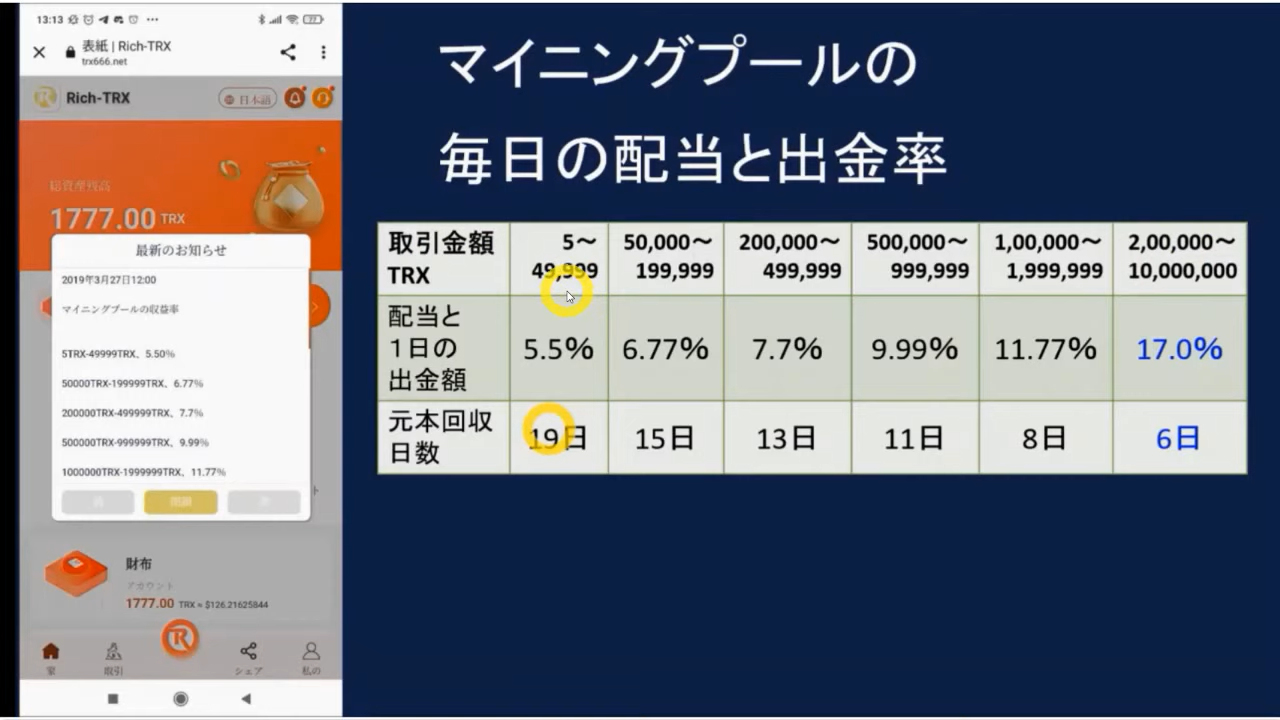 13:13
77
表紙 | Rich-TRX
trx666.net
Rich-TRX
日本語
総資産残高
1777.00 TRX
最新のお知らせ
2019年3月27日12:00
マイニングプールの収益率
5TRX-49999TRX、5.50%
50000TRX-199999TRX、6.77%
200000TRX-499999TRX、7.7%
500000TRX-999999TRX、9.99%
1000000TRX-1999999TRX、11.77%
財布
アカウント
1777.00 TRX ≈ $126.21625844
家
取引
シェア
私の
マイニングプールの
毎日の配当と出金率
取引金額 5～ 50,000～ 200,000～ 500,000～ 1,00,000～ 2,00,000～
TRX 49,999 199,999 499,999 999,999 1,999,999 10,000,000
配当と
1日の 5.5% 6.77% 7.7% 9.99% 11.77% 17.0%
出金額
元本回収
日数 19日 15日 13日 11日 8日 6日